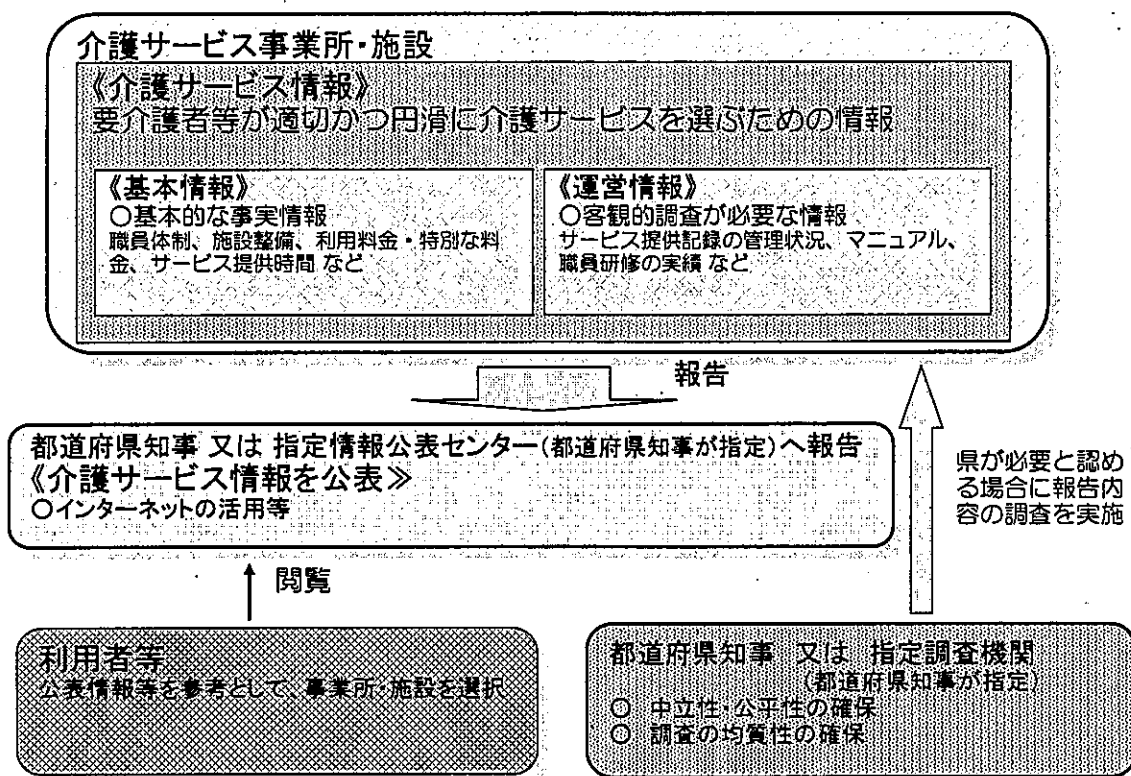 介護サービス事業所・施設
《介護サービス情報》
要介護者等が適切かつ円滑に介護サービスを選ぶための情報
《基本情報》
○基本的な事実情報
職員体制、施設整備、利用料金・特別な料
金、サービス提供時間 など
《運営情報》
○客観的調査が必要な情報
サービス提供記録の管理状況、マニュアル、
職員研修の実績 など
報告
都道府県知事 又は 指定情報公表センター(都道府県知事が指定)へ報告
《介護サービス情報を公表≫
○インターネットの活用等
県が必要と認め
る場合に報告内
容の調査を実施
閲覧
利用者等
公表情報等を参考として、事業所・施設を選択
都道府県知事 又は 指定調査機関
(都道府県知事が指定)
○ 中立性・公平性の確保
○ 調査の均質性の確保